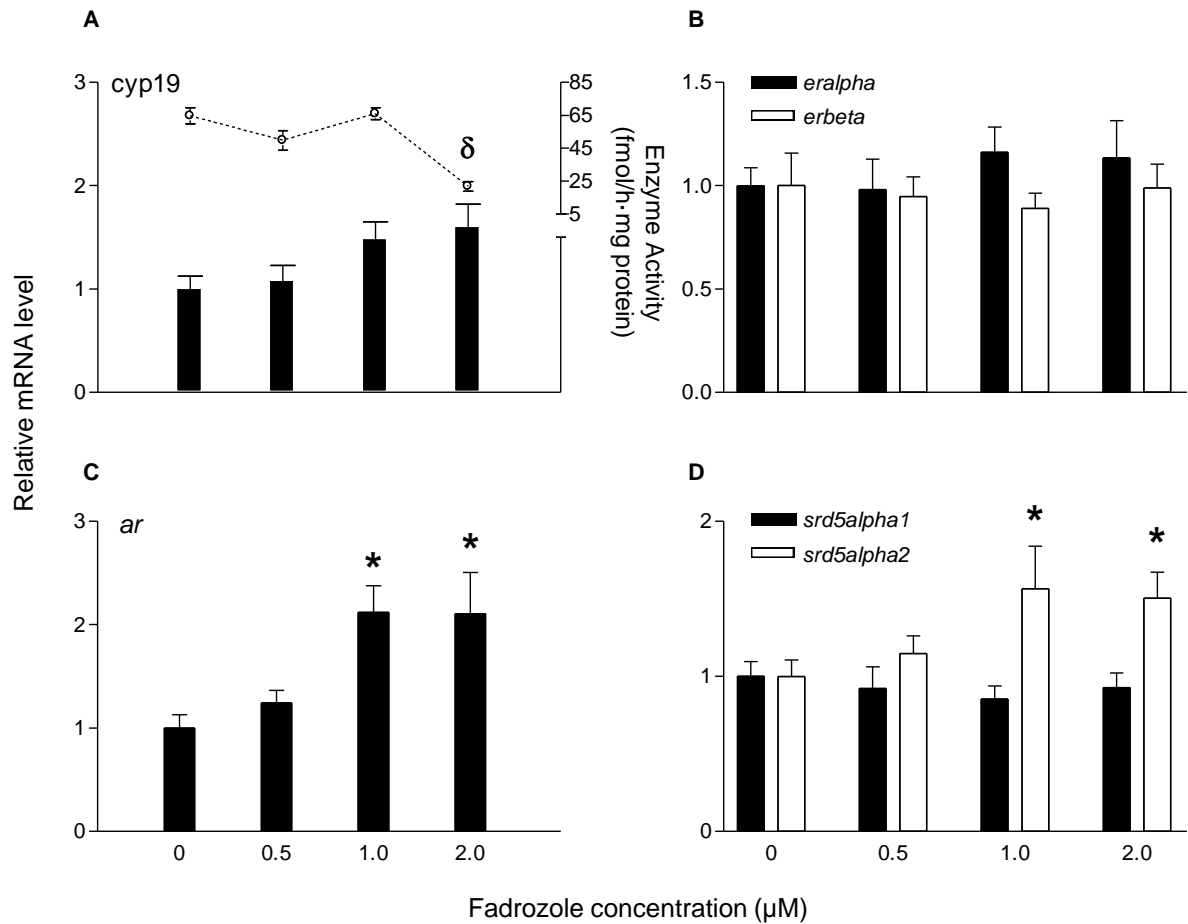 A
cyp19
3
2
1
0
δ
85
65
45
25
5
Enzyme Activity
(fmol/h·mg protein)
B
eralpha
erbeta
1.5
1.0
0.5
0.0
Relative mRNA level
C
ar
3
2
1
0
* *
0 0.5 1.0 2.0
D
srd5alpha1
srd5alpha2
2
1
0
* *
0 0.5 1.0 2.0
Fadrozole concentration (µM)